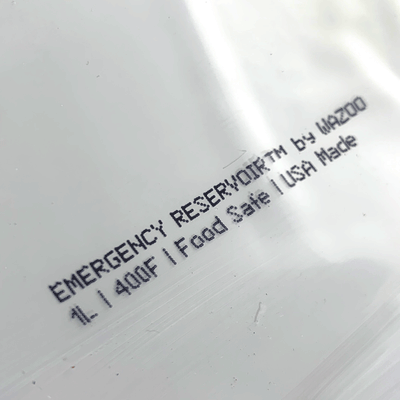 EMERGENCY RESERVOIR™ by WAZOO
1L | 400F | Food Safe | USA Made